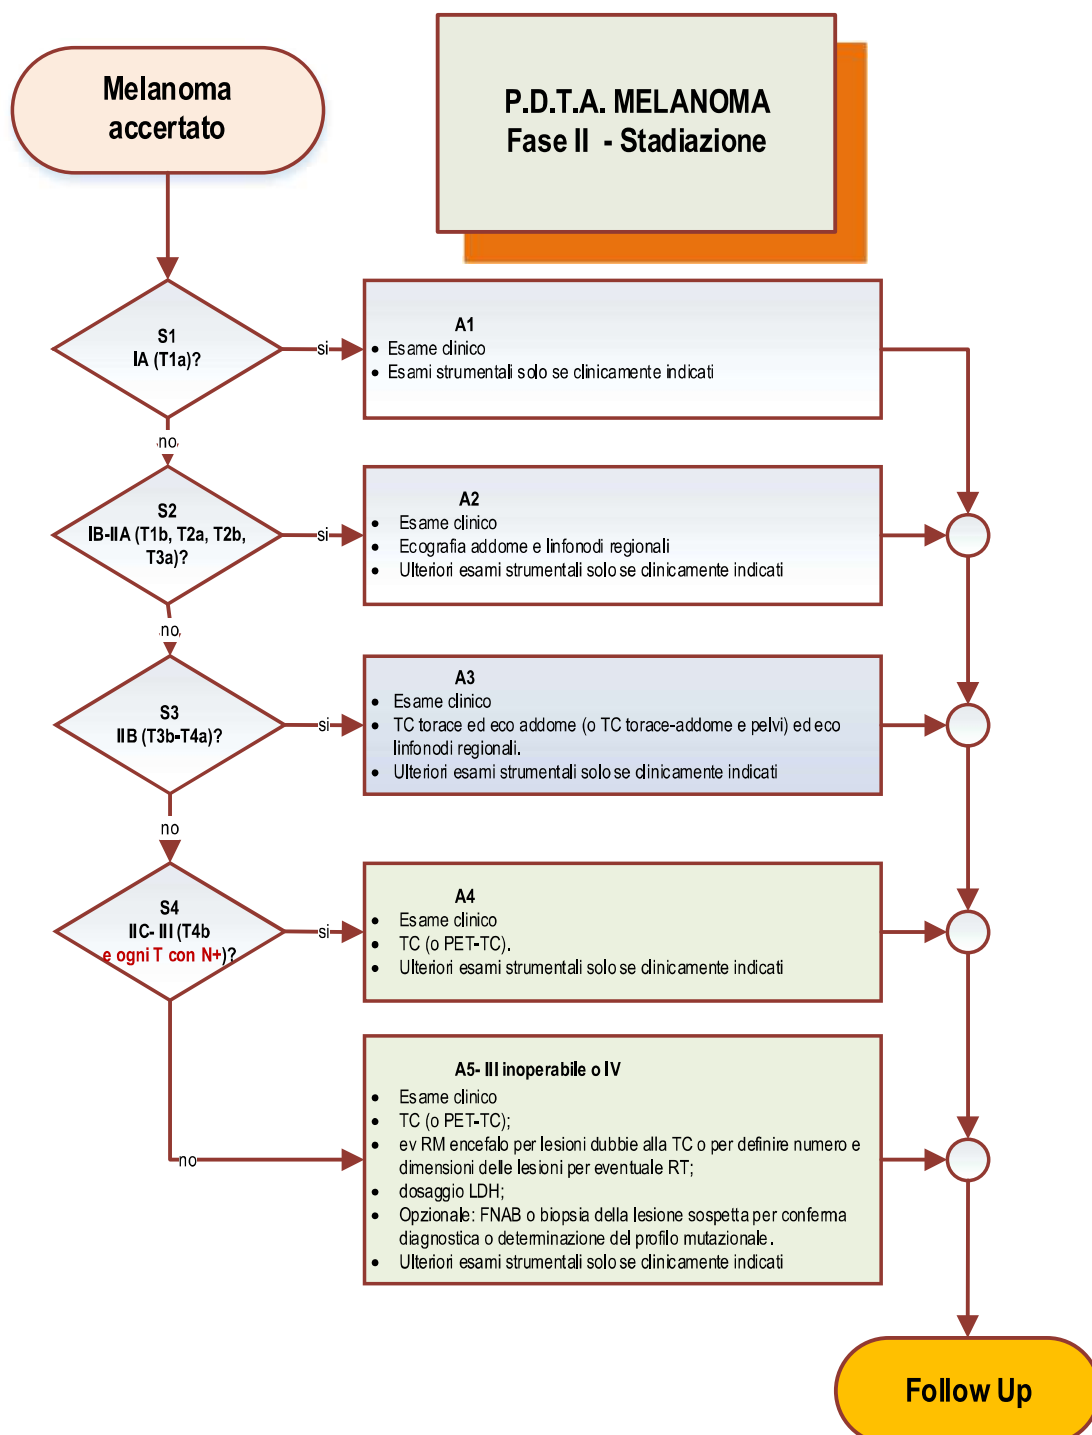 Melanoma
accertato
P.D.T.A. MELANOMA
Fase II - Stadiazione
S1
IA (T1a)?
si
A1
• Esame clinico
• Esami strumentali solo se clinicamente indicati
no
S2
IB-IIA (T1b, T2a, T2b,
T3a)?
si
A2
• Esame clinico
• Ecografia addome e linfonodi regionali
• Ulteriori esami strumentali solo se clinicamente indicati
no
S3
IIB (T3b-T4a)?
si
A3
• Esame clinico
• TC torace ed eco addome (o TC torace-addome e pelvi) ed eco
linfonodi regionali.
• Ulteriori esami strumentali solo se clinicamente indicati
no
S4
IIC- III (T4b
e ogni T con N+)?
si
A4
• Esame clinico
• TC (o PET-TC).
• Ulteriori esami strumentali solo se clinicamente indicati
no
A5- III inoperabile o IV
• Esame clinico
• TC (o PET-TC);
• ev RM encefalo per lesioni dubbie alla TC o per definire numero e
dimensioni delle lesioni per eventuale RT;
• dosaggio LDH;
• Opzionale: FNAB o biopsia della lesione sospetta per conferma
diagnostica o determinazione del profilo mutazionale.
• Ulteriori esami strumentali solo se clinicamente indicati
Follow Up